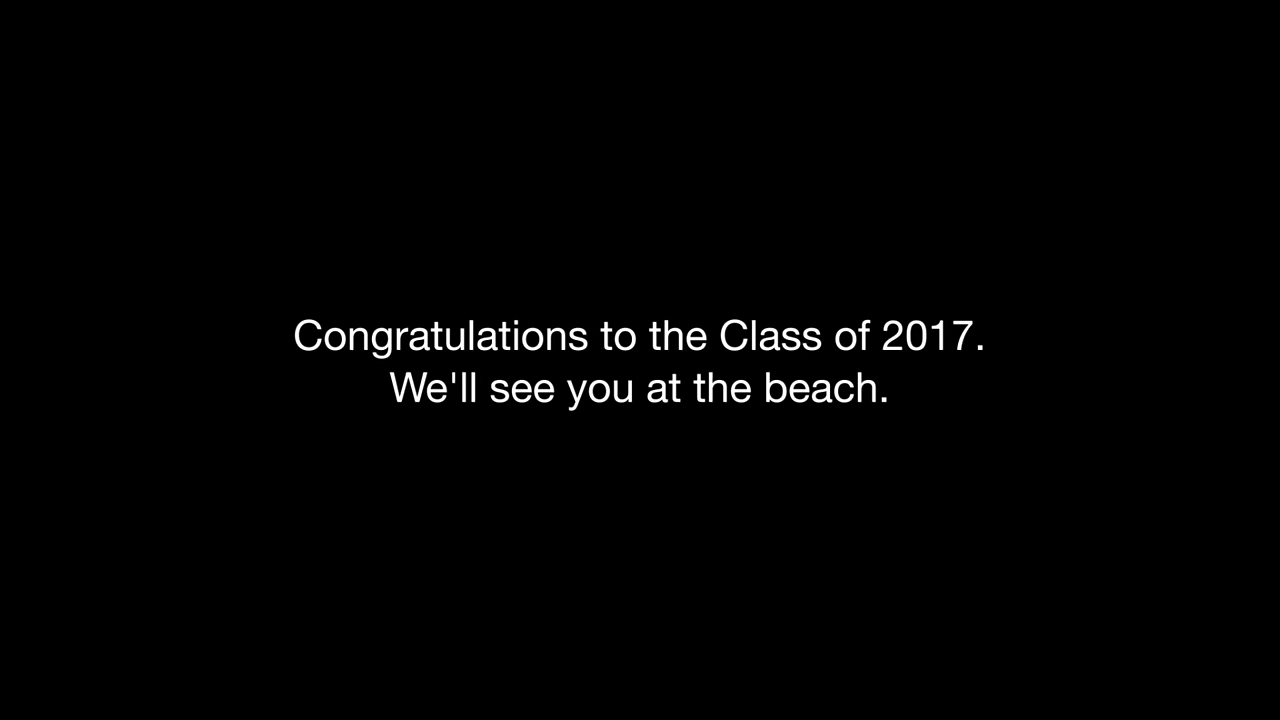 Congratulations to the Class of 2017.
We'll see you at the beach.